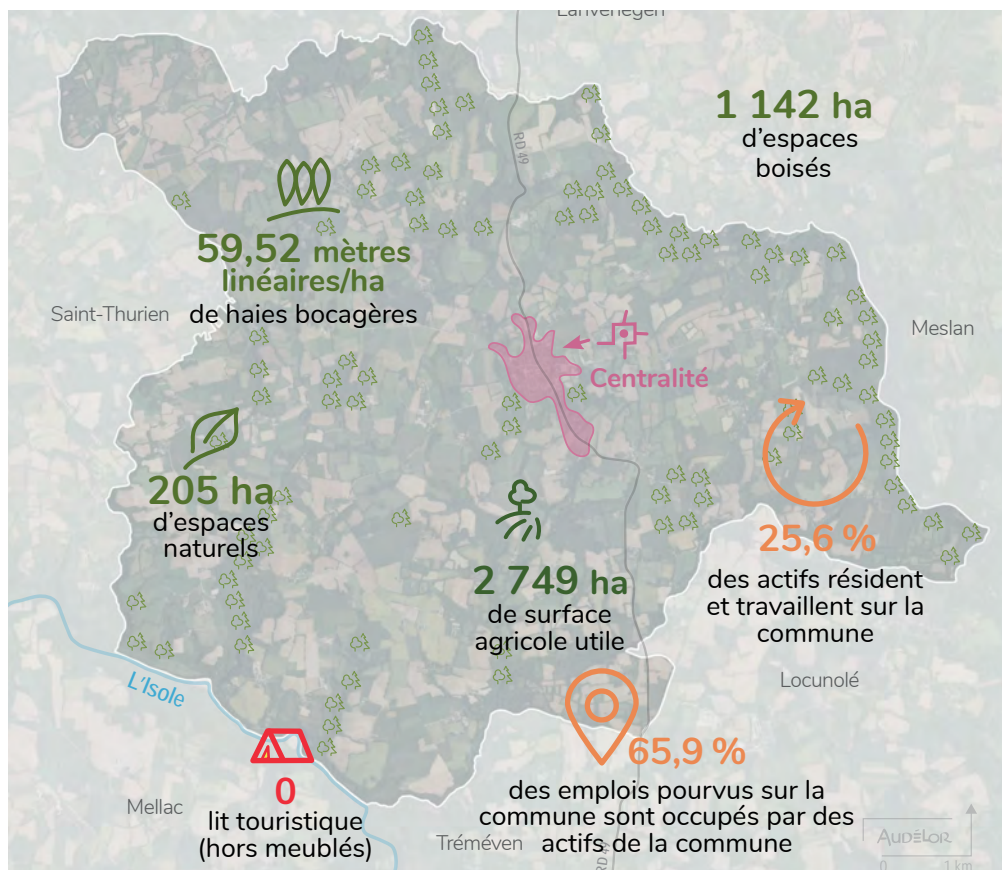 Lanvénégen
RD 49
1 142 ha
d'espaces
boisés
59,52 mètres
linéaires/ha
de haies bocagères
Saint-Thurien
Meslan
Centralité
205 ha
d'espaces
naturels
25,6 %
des actifs résident
et travaillent sur la
commune
2 749 ha
de surface
agricole utile
Locunolé
L'Isole
65,9 %
des emplois pourvus sur la
commune sont occupés par des
actifs de la commune
0
lit touristique
(hors meublés)
Mellac
Tréméven
RD 49
AUDÉLOR
0 1 km